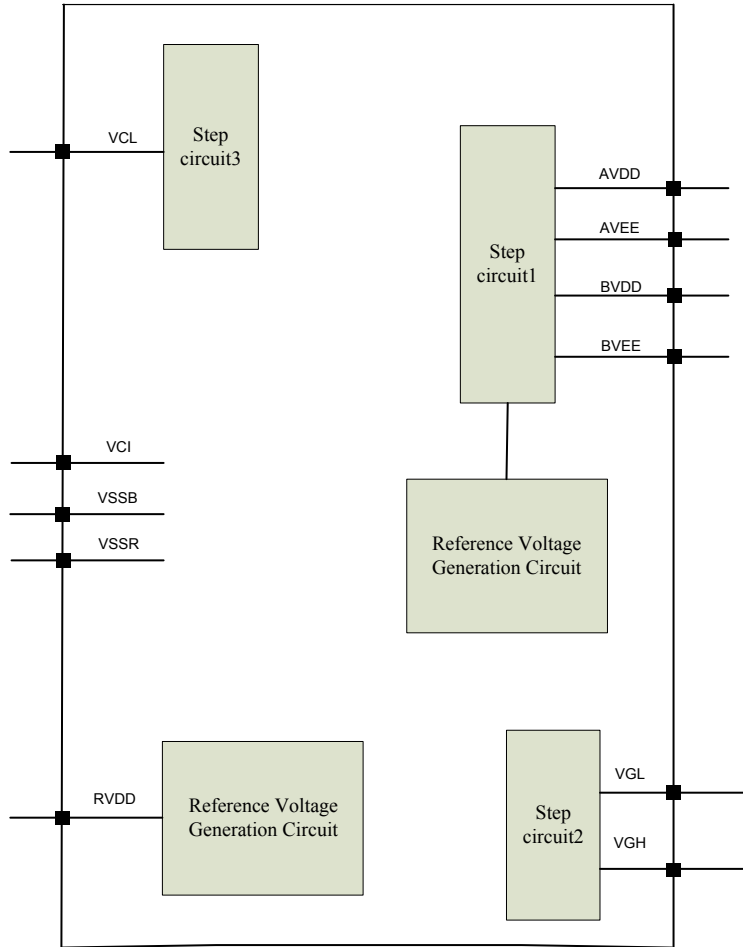 VCL
Step
circuit3
Step
circuit1
AVDD
AVEE
BVDD
BVEE
VCI
VSSB
VSSR
Reference Voltage
Generation Circuit
RVDD
Reference Voltage
Generation Circuit
Step
circuit2
VGL
VGH